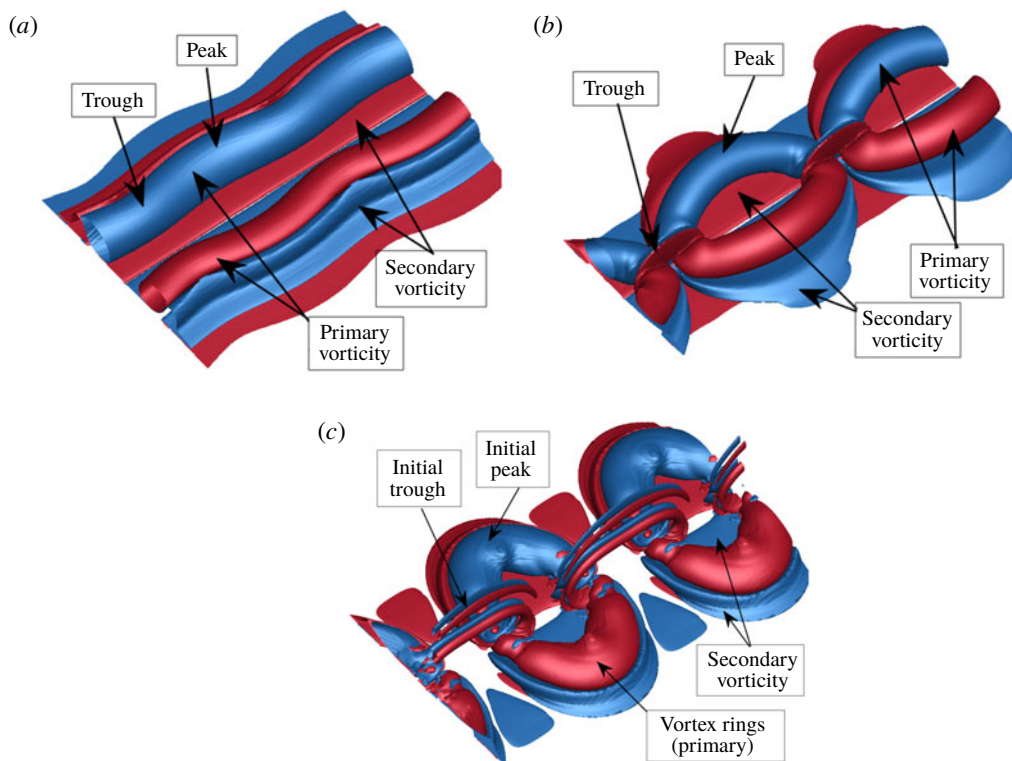 (a)
Peak
Trough
Secondary
vorticity
Primary
vorticity
(b)
Peak
Trough
Primary
vorticity
Secondary
vorticity
(c)
Initial
peak
Initial
trough
Secondary
vorticity
Vortex rings
(primary)